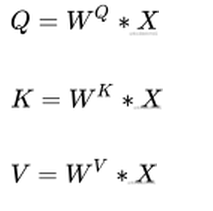 Q = W^Q * X
K = W^K * X
V = W^V * X